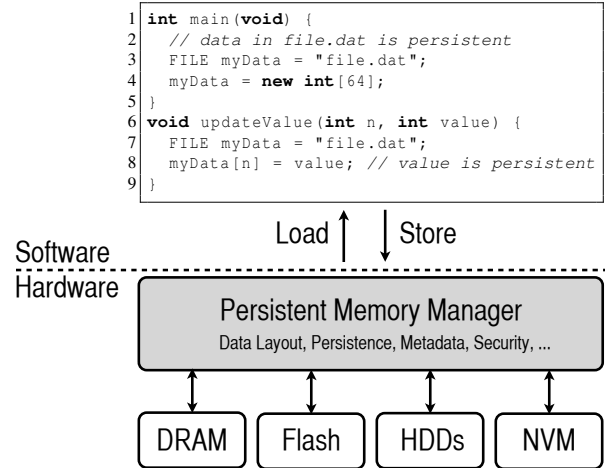 1 int main(void) {
2 // data in file.dat is persistent
3 FILE myData = "file.dat";
4 myData = new int[64];
5 }
6 void updateValue(int n, int value) {
7 FILE myData = "file.dat";
8 myData[n] = value; // value is persistent
9 }
Load Store
Software
Hardware
Persistent Memory Manager
Data Layout, Persistence, Metadata, Security, ...
DRAM Flash HDDs NVM